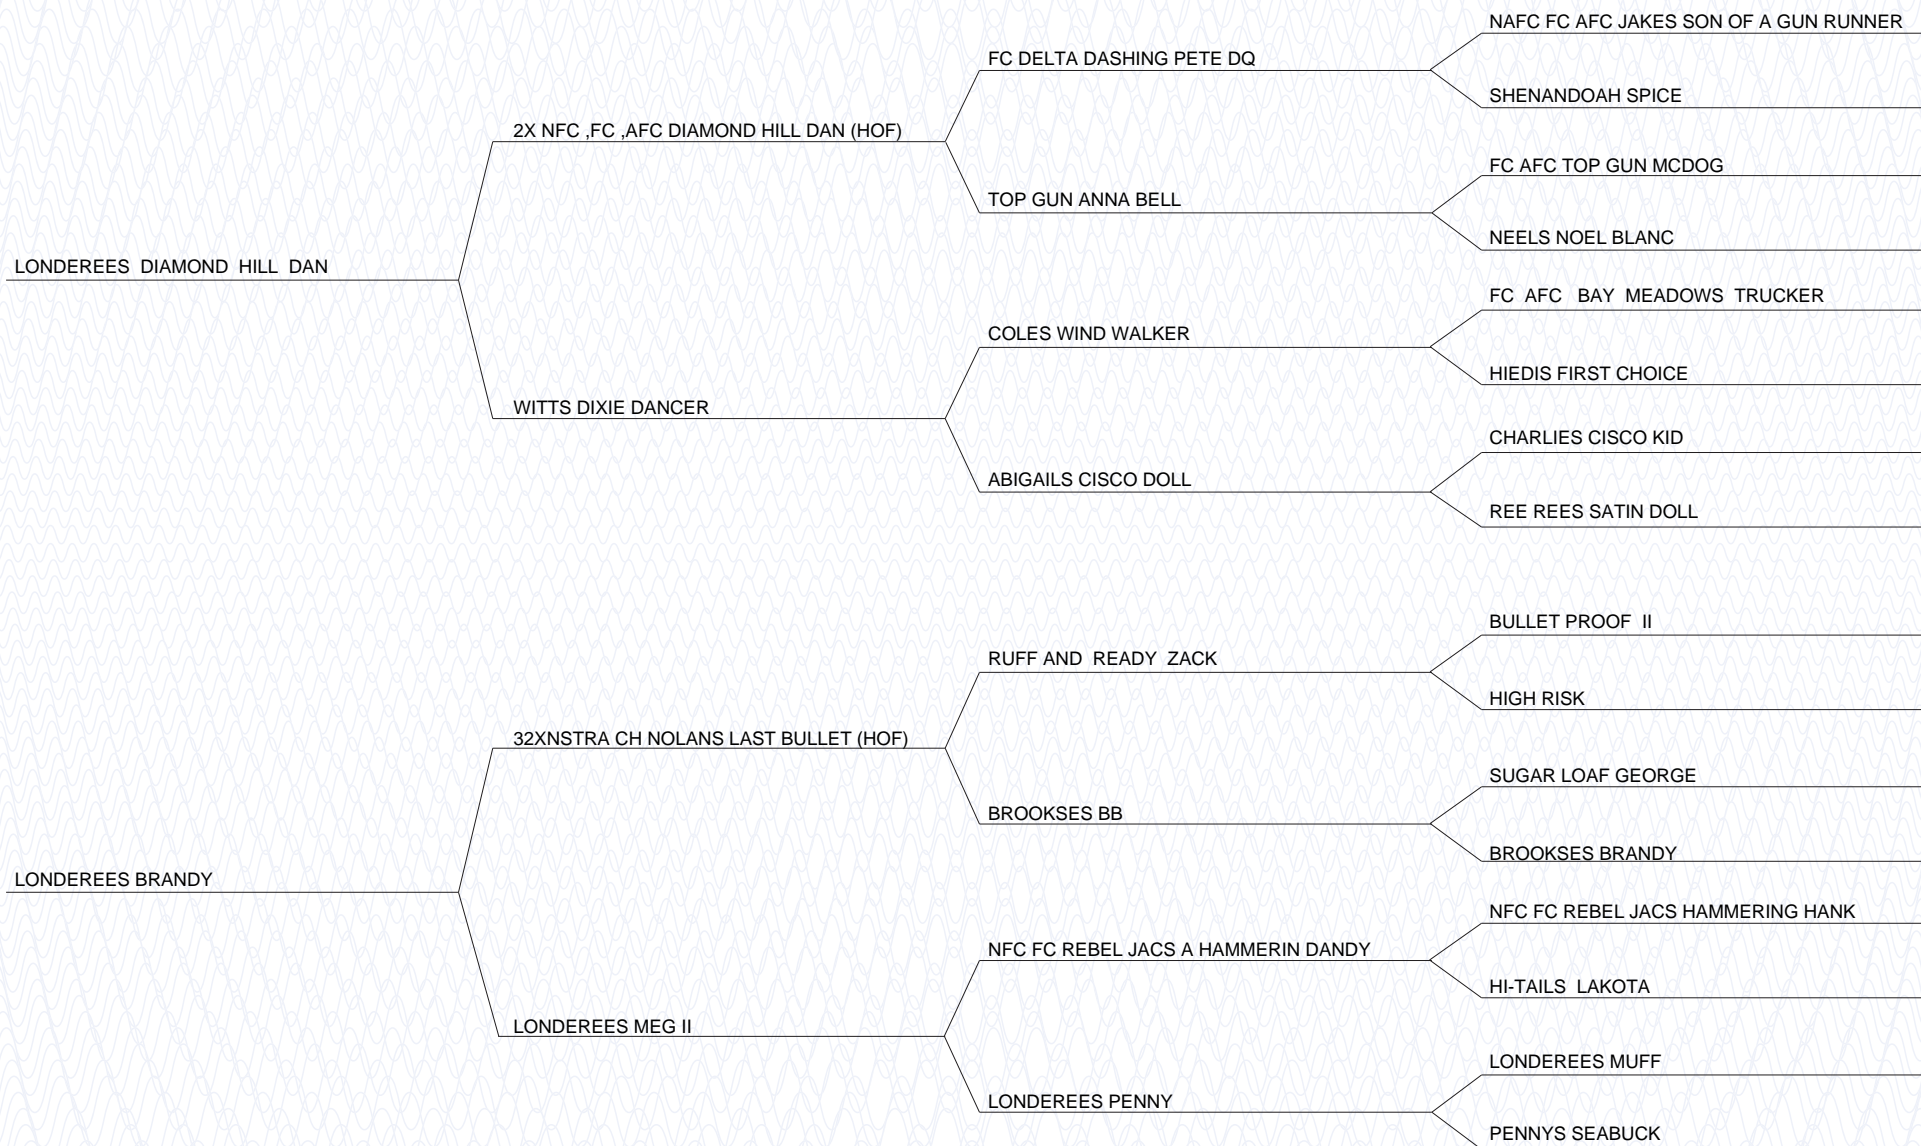 NAFC FC AFC JAKES SON OF A GUN RUNNER
FC DELTA DASHING PETE DQ
SHENANDOAH SPICE
2X NFC ,FC ,AFC DIAMOND HILL DAN (HOF)
FC AFC TOP GUN MCDOG
TOP GUN ANNA BELL
NEELS NOEL BLANC
LONDEREES DIAMOND HILL DAN
FC AFC BAY MEADOWS TRUCKER
COLES WIND WALKER
HIEDIS FIRST CHOICE
WITTS DIXIE DANCER
CHARLIES CISCO KID
ABIGAILS CISCO DOLL
REE REES SATIN DOLL
BULLET PROOF II
RUFF AND READY ZACK
HIGH RISK
32XNSTRA CH NOLANS LAST BULLET (HOF)
SUGAR LOAF GEORGE
BROOKSES BB
BROOKSES BRANDY
LONDEREES BRANDY
NFC FC REBEL JACS HAMMERING HANK
NFC FC REBEL JACS A HAMMERIN DANDY
HI-TAILS LAKOTA
LONDEREES MEG II
LONDEREES MUFF
LONDEREES PENNY
PENNYS SEABUCK